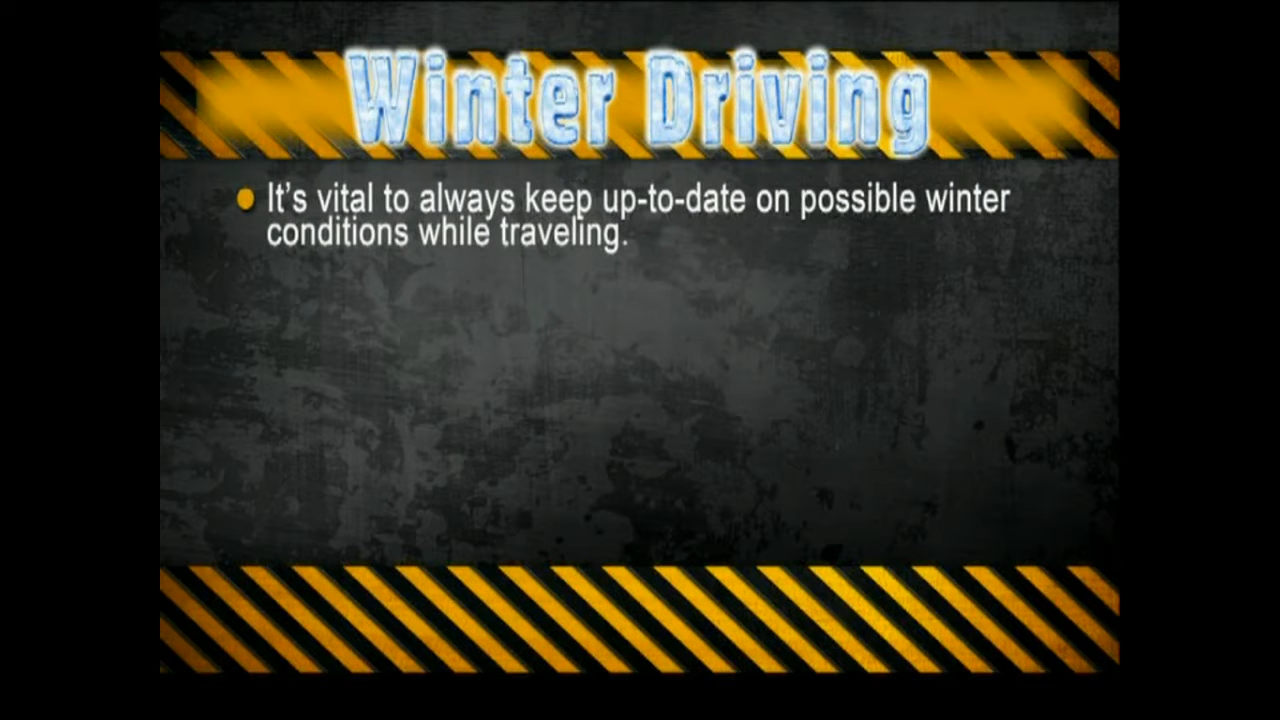 Winter Driving
It's vital to always keep up-to-date on possible winter
conditions while traveling.